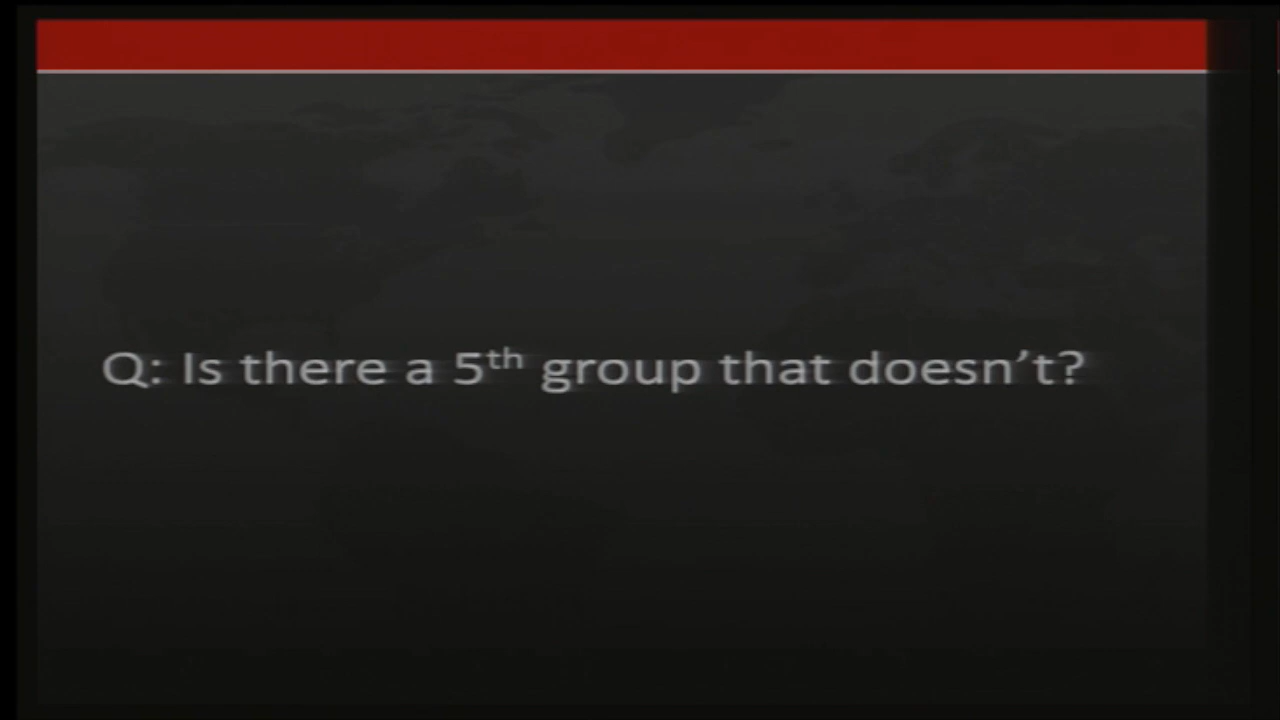 Q: Is there a 5th group that doesn’t?